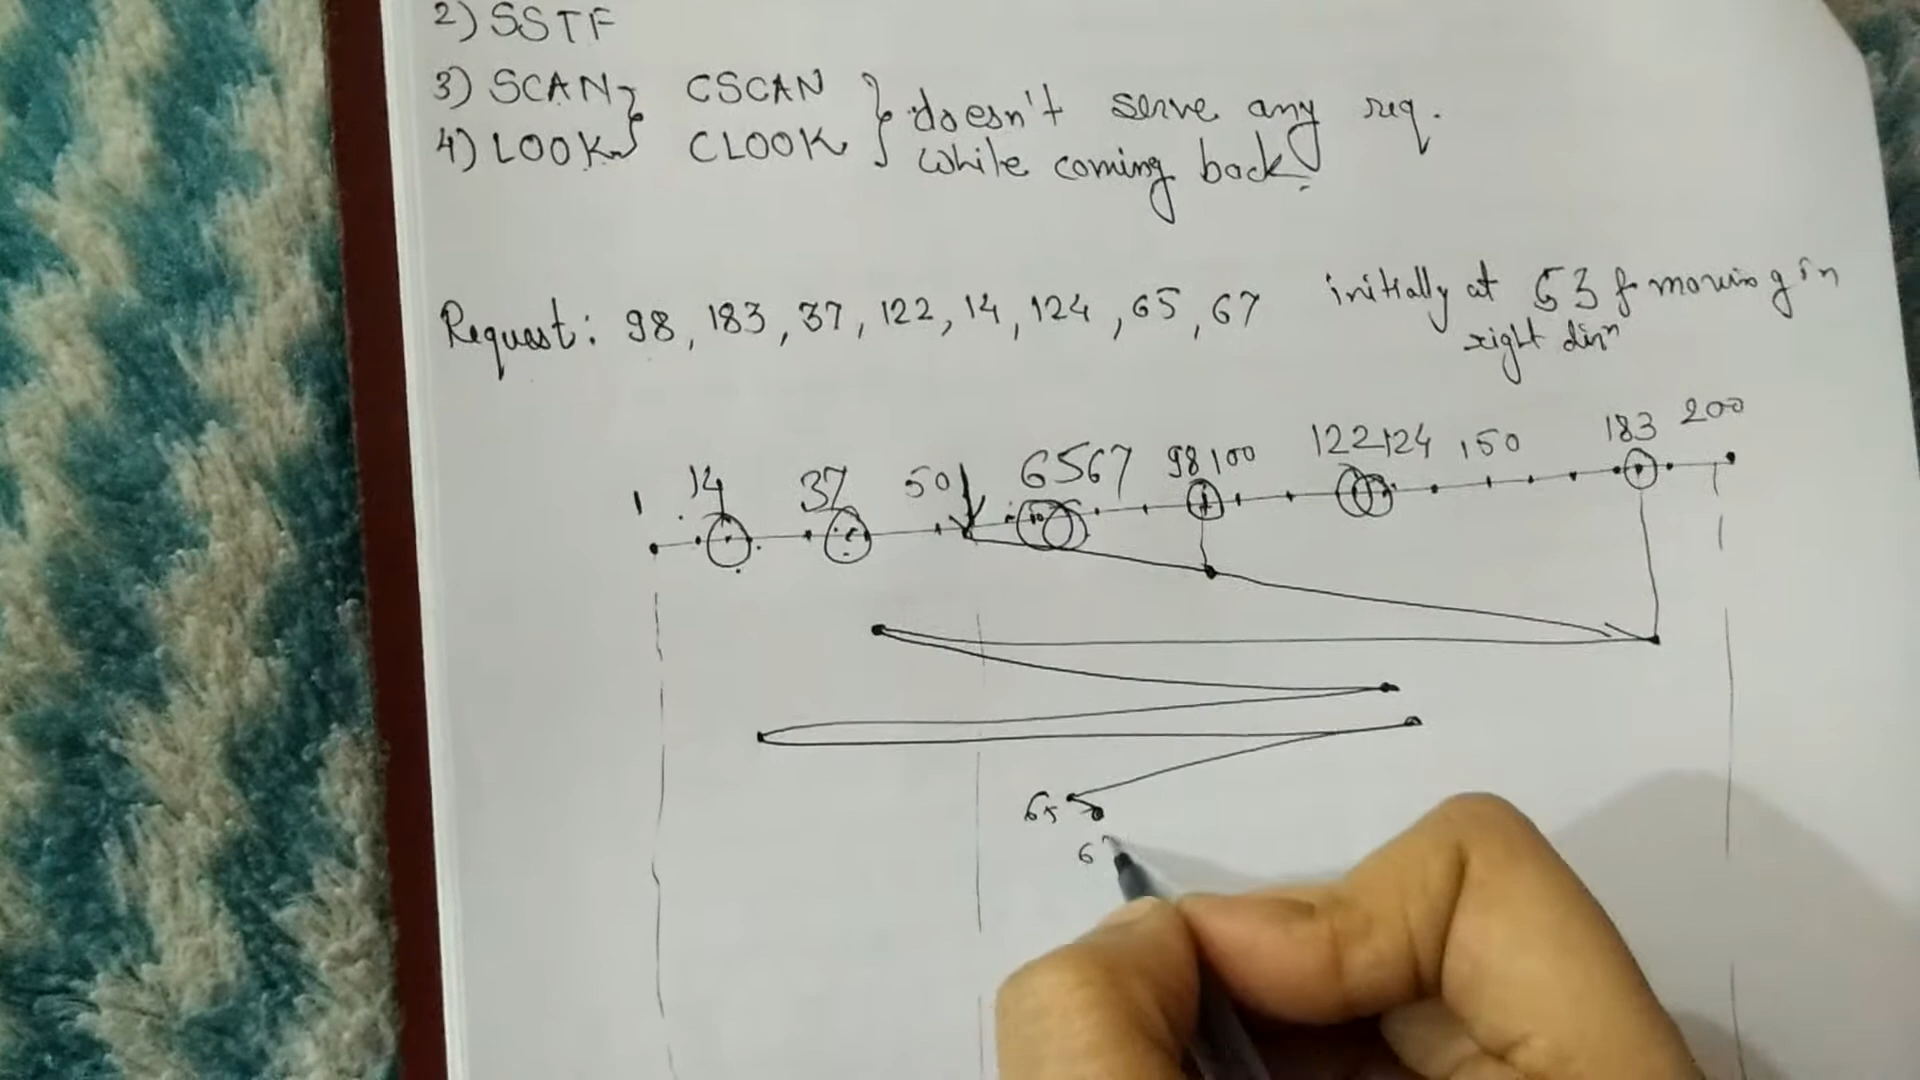 2) SSTF
3) SCAN} CSCAN } doesn't serve any req.
4) LOOK CLOOK while coming back.
Request: 98, 183, 37, 122, 14, 124, 65, 67 initially at 53 & moving in
right dirⁿ
1 14 37 50 65 67 98 100 122 124 150 183 200
65
6